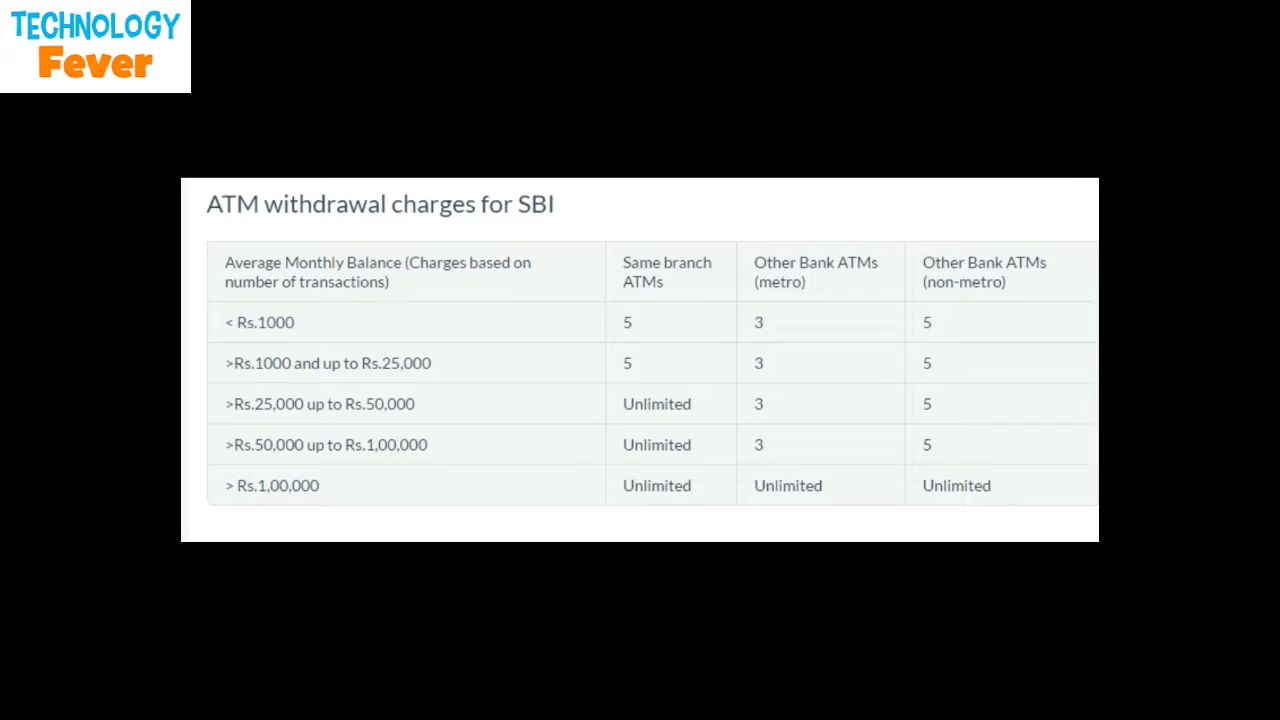 TECHNOLOGY
Fever
ATM withdrawal charges for SBI
Average Monthly Balance (Charges based on number of transactions) Same branch ATMs Other Bank ATMs (metro) Other Bank ATMs (non-metro)
< Rs.1000 5 3 5
>Rs.1000 and up to Rs.25,000 5 3 5
>Rs.25,000 up to Rs.50,000 Unlimited 3 5
>Rs.50,000 up to Rs.1,00,000 Unlimited 3 5
> Rs.1,00,000 Unlimited Unlimited Unlimited